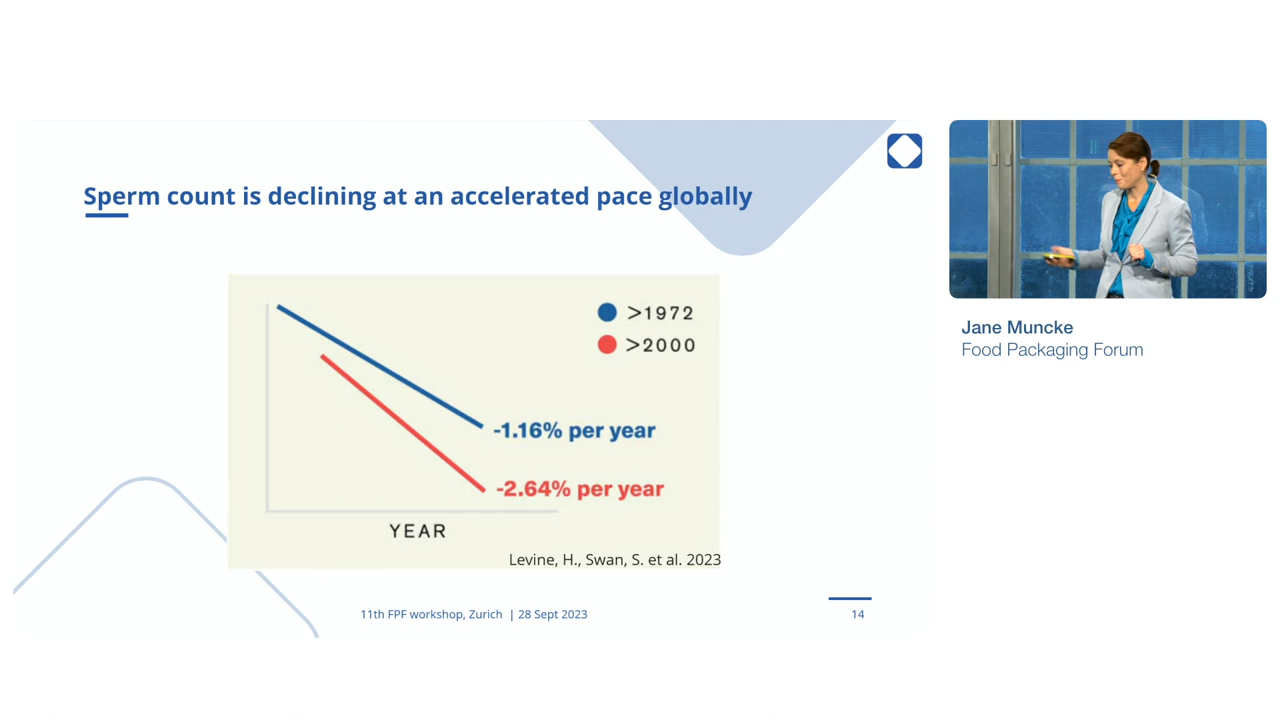 Sperm count is declining at an accelerated pace globally
>1972
>2000
-1.16% per year
-2.64% per year
YEAR
Levine, H., Swan, S. et al. 2023
11th FPF workshop, Zurich | 28 Sept 2023
14
Jane Muncke
Food Packaging Forum